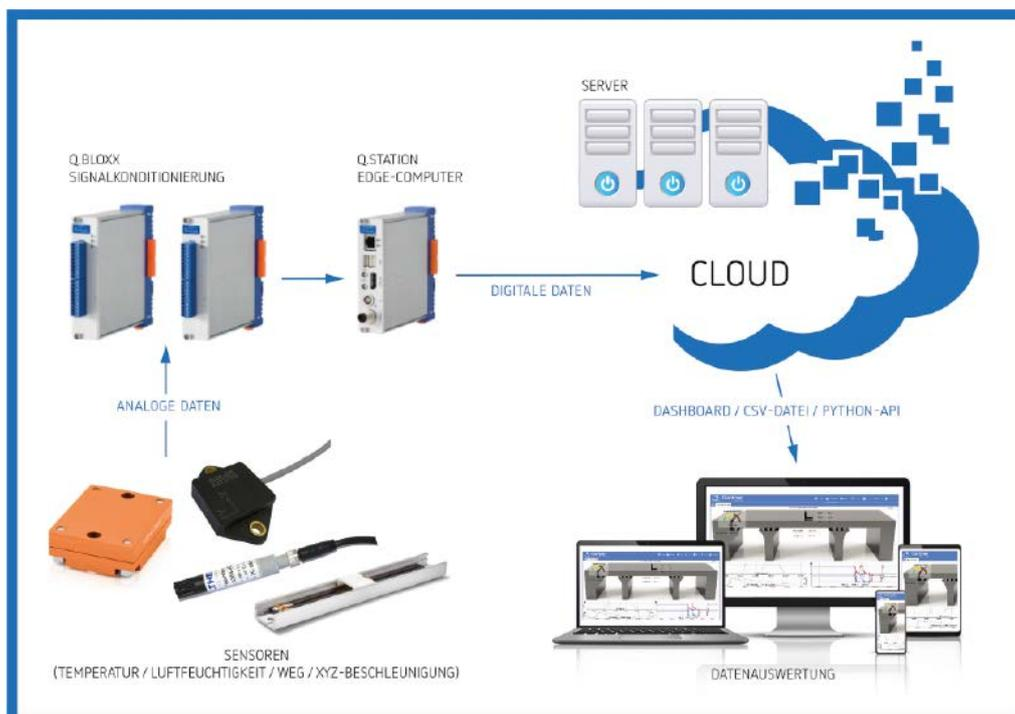 SERVER
Q.BLOXX
SIGNALKONDITIONIERUNG
Q.STATION
EDGE-COMPUTER
CLOUD
DIGITALE DATEN
ANALOGE DATEN
DASHBOARD / CSV-DATEI / PYTHON-API
SENSOREN
(TEMPERATUR / LUFTFEUCHTIGKEIT / WEG / XYZ-BESCHLEUNIGUNG)
DATENAUSWERTUNG